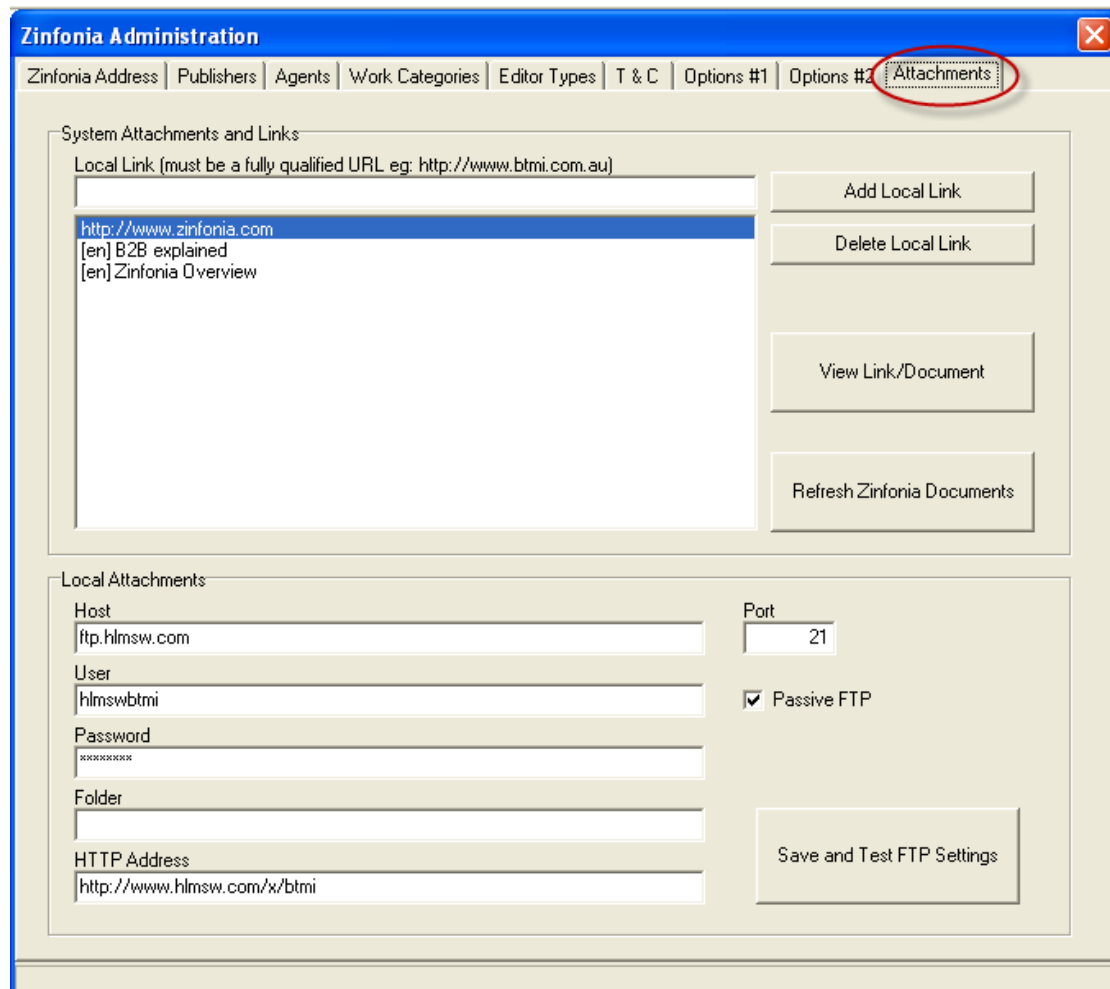 Zinfonia Administration
Zinfonia Address Publishers Agents Work Categories Editor Types T & C Options #1 Options #2 Attachments
System Attachments and Links
Local Link (must be a fully qualified URL eg: http://www.btmi.com.au)
Add Local Link
http://www.zinfonia.com
[en] B2B explained
[en] Zinfonia Overview
Delete Local Link
View Link/Document
Refresh Zinfonia Documents
Local Attachments
Host
ftp.hlmsw.com
Port
21
User
hlmswbtmi
Passive FTP
Password
********
Folder
HTTP Address
http://www.hlmsw.com/x/btmi
Save and Test FTP Settings